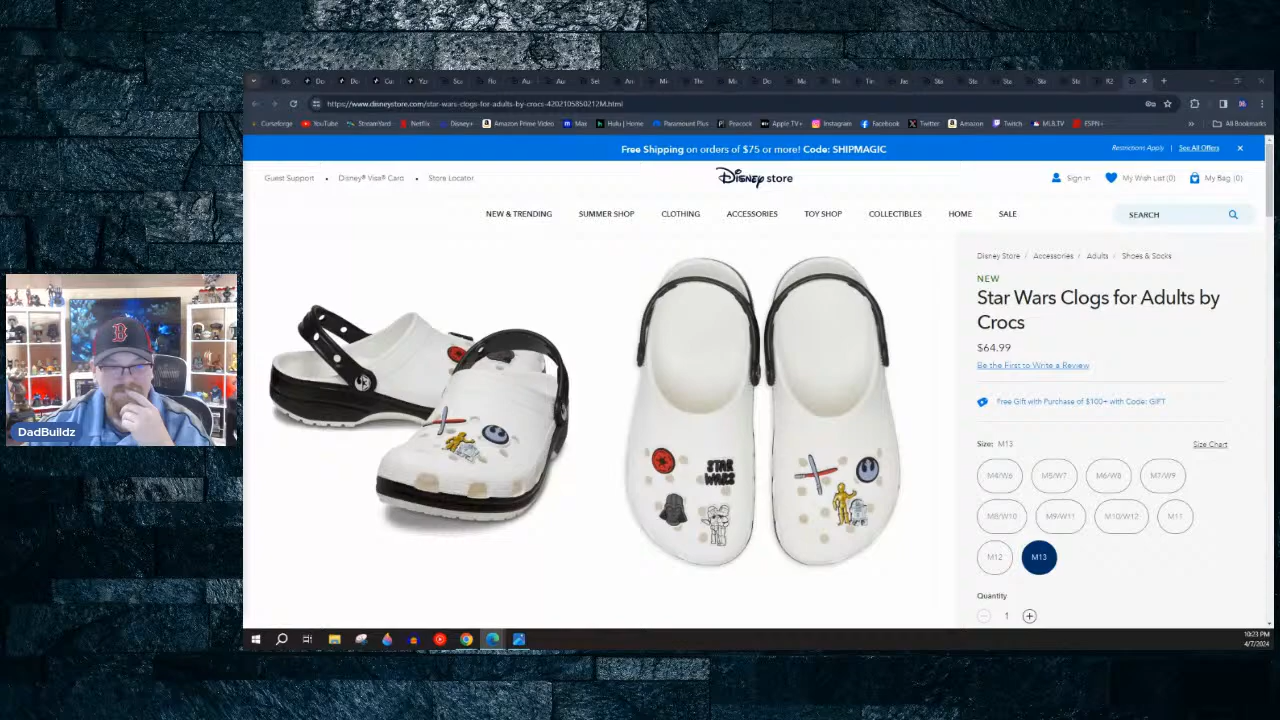 https://www.disneystore.com/star-wars-clogs-for-adults-by-crocs-4202105850212M.html
Curseforge YouTube StreamYard Netflix Disney+ Amazon Prime Video Max Hulu | Home Paramount Plus Peacock Apple TV+ Instagram Facebook Twitter Amazon Twitch MLB.TV ESPN+ » All Bookmarks
Free Shipping on orders of $75 or more! Code: SHIPMAGIC
Restrictions Apply | See All Offers
Guest Support • Disney® Visa® Card • Store Locator
Disney store
Sign In My Wish List (0) My Bag (0)
NEW & TRENDING SUMMER SHOP CLOTHING ACCESSORIES TOY SHOP COLLECTIBLES HOME SALE
SEARCH
Disney Store / Accessories / Adults / Shoes & Socks
NEW
Star Wars Clogs for Adults by
Crocs
$64.99
Be the First to Write a Review
Free Gift with Purchase of $100+ with Code: GIFT
Size: M13 Size Chart
M4/W6 M5/W7 M6/W8 M7/W9
M8/W10 M9/W11 M10/W12 M11
M12 M13
Quantity
1
STAR
WARS
B
DadBuildz
10:23 PM
4/7/2024